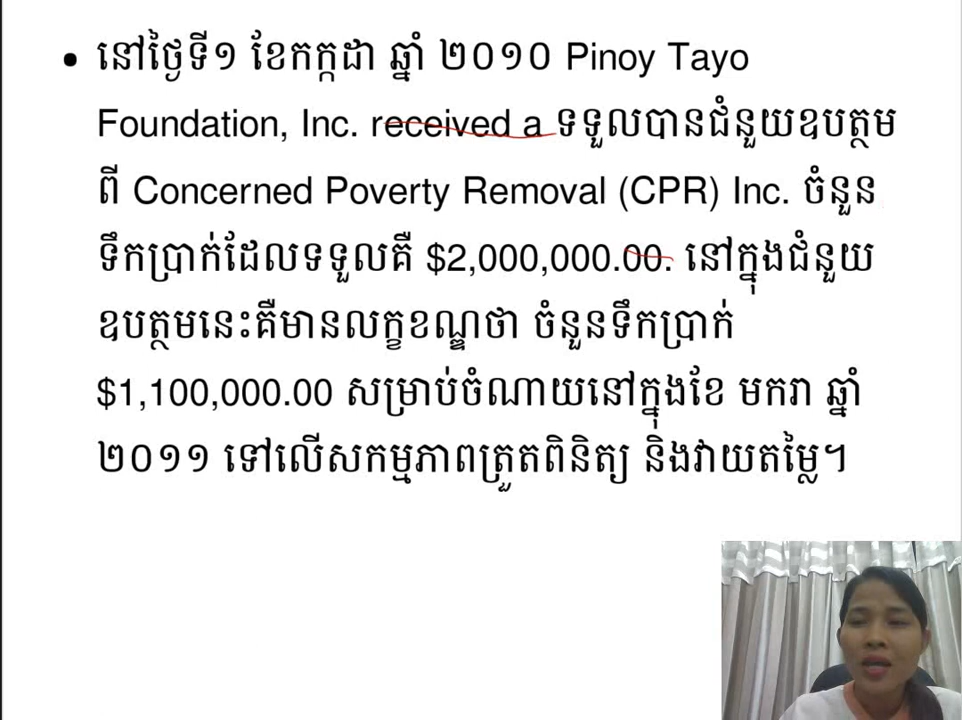 • នៅថ្ងៃទី១ ខែកក្កដា ឆ្នាំ ២០១០ Pinoy Tayo
Foundation, Inc. received a ទទួលបានជំនួយឧបត្ថម
ពី Concerned Poverty Removal (CPR) Inc. ចំនួន
ទឹកប្រាក់ដែលទទួលគឺ $2,000,000.00. នៅក្នុងជំនួយ
ឧបត្ថមនេះគឺមានលក្ខខណ្ឌថា ចំនួនទឹកប្រាក់
$1,100,000.00 សម្រាប់ចំណាយនៅក្នុងខែ មករា ឆ្នាំ
២០១១ ទៅលើសកម្មភាពត្រួតពិនិត្យ និងវាយតម្លៃ។